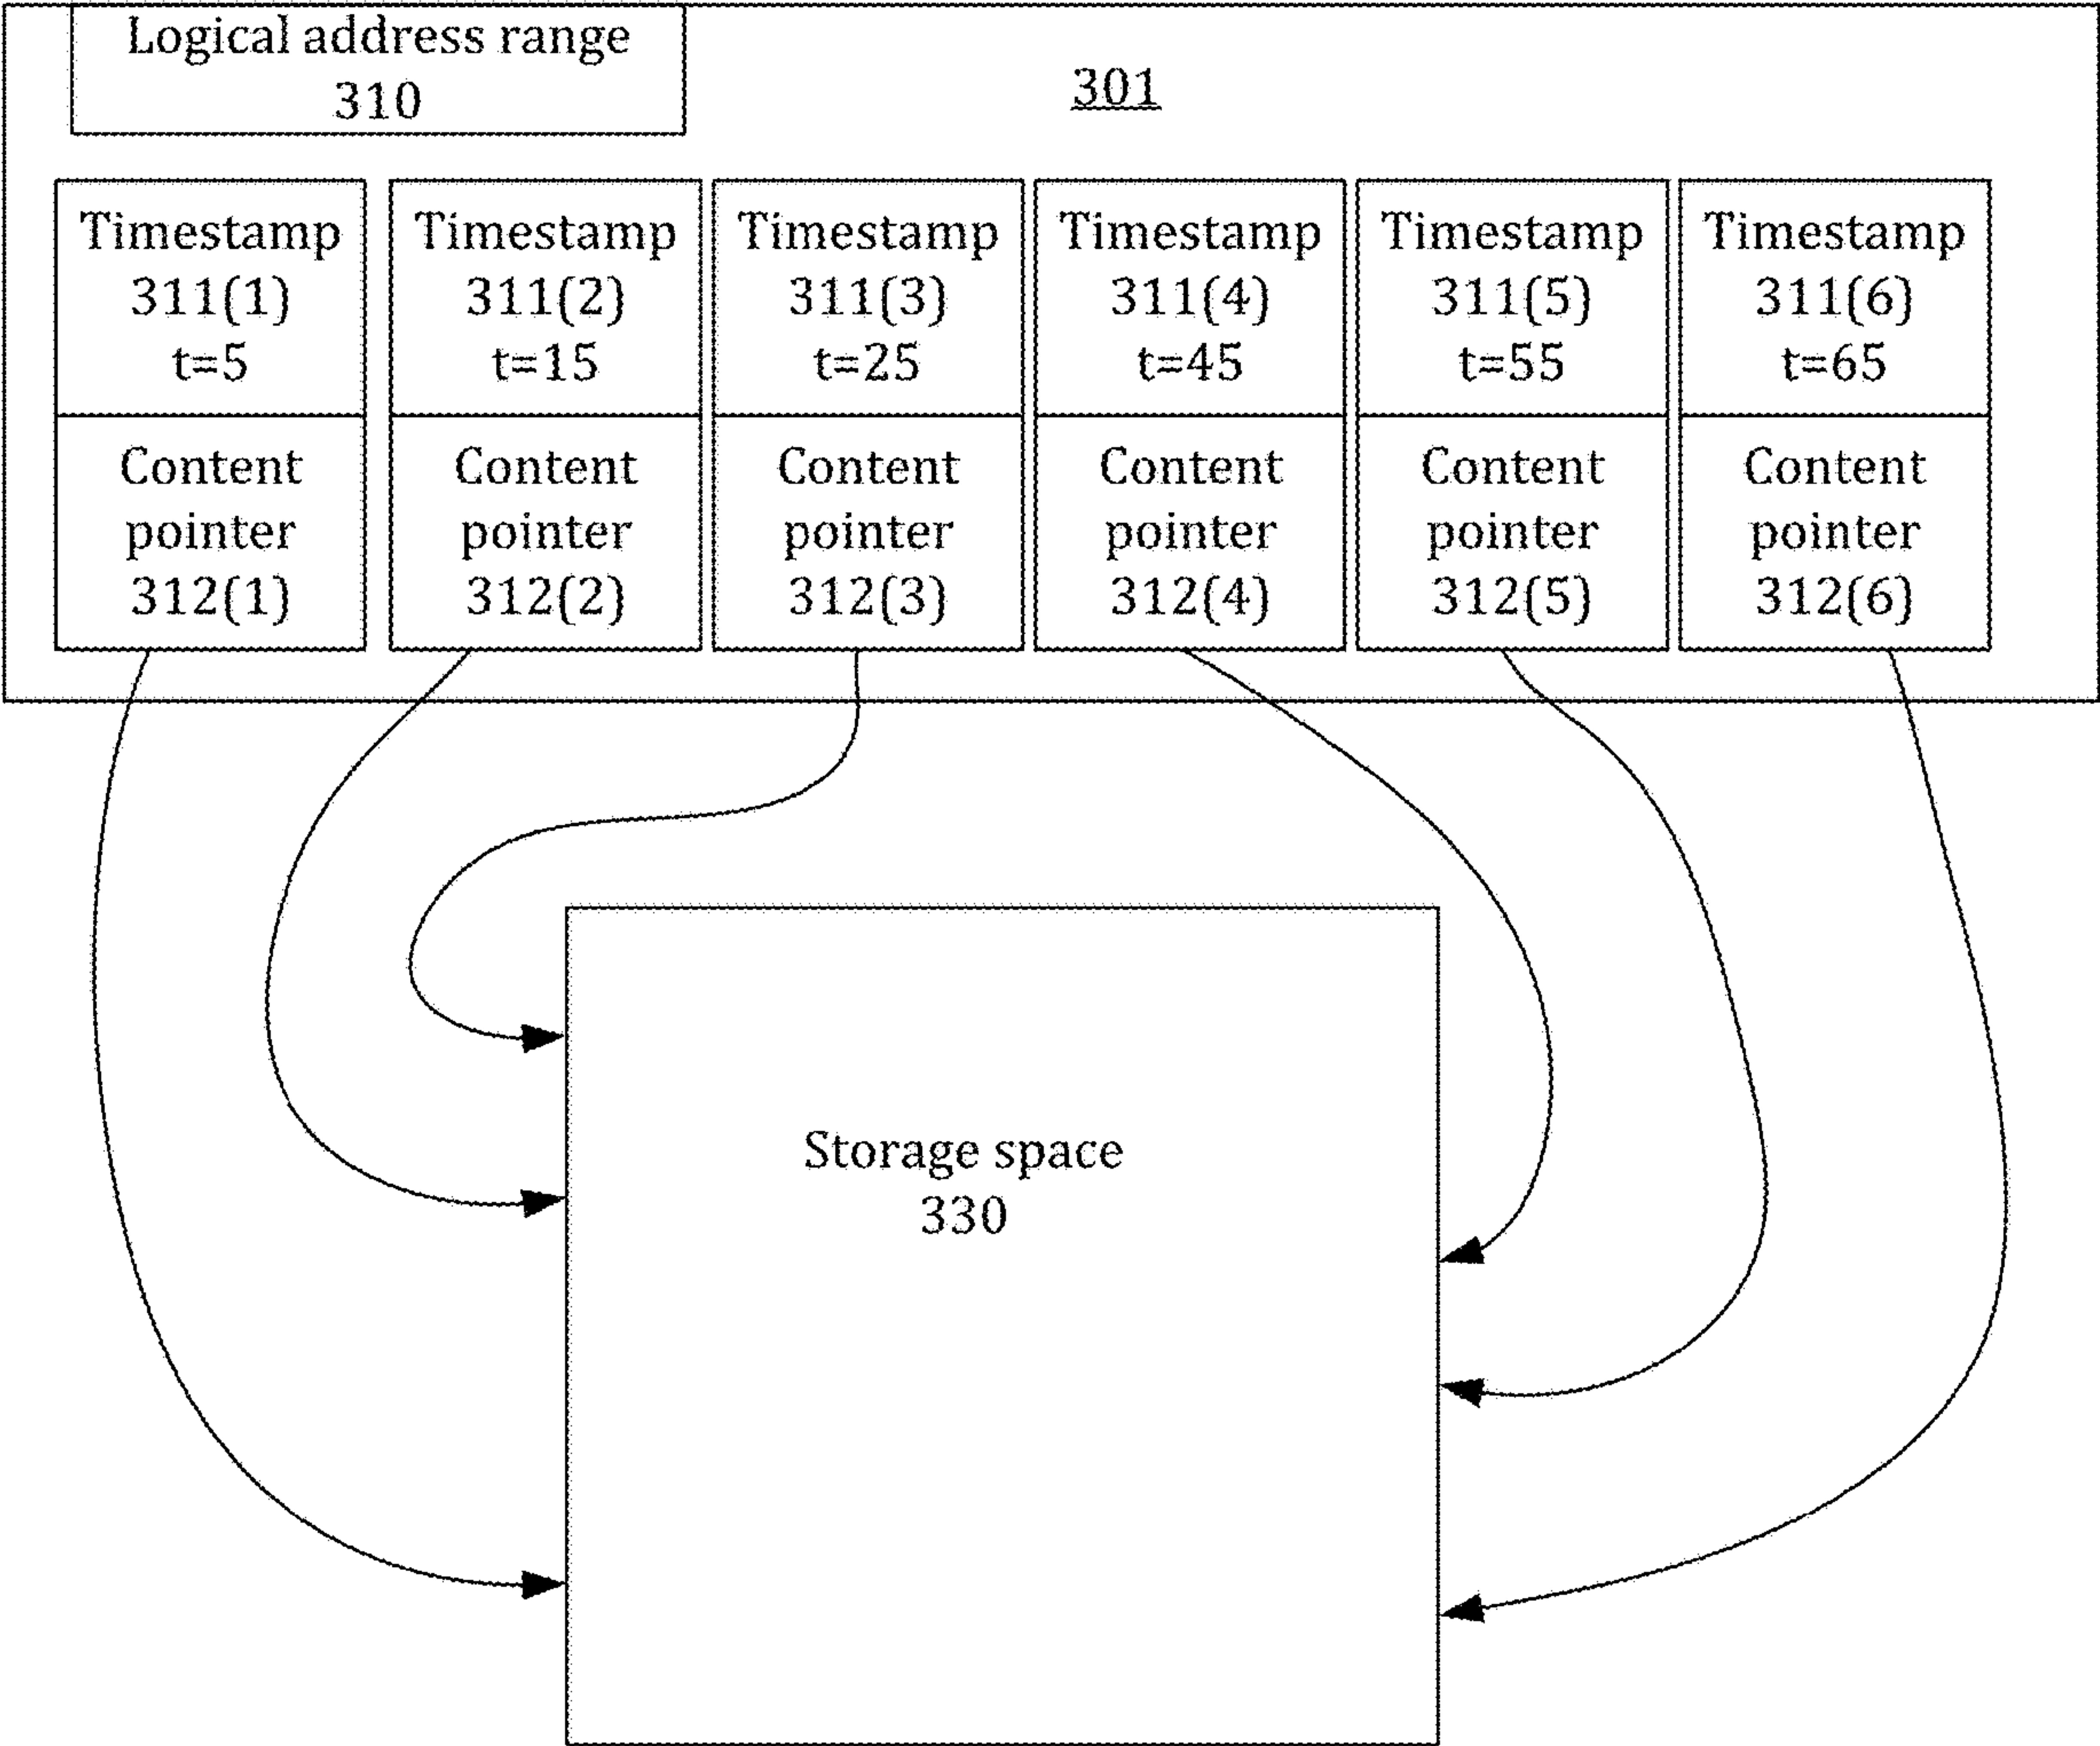 Logical address range
310
301
Timestamp
311(1)
t=5
Content
pointer
312(1)
Timestamp
311(2)
t=15
Content
pointer
312(2)
Timestamp
311(3)
t=25
Content
pointer
312(3)
Timestamp
311(4)
t=45
Content
pointer
312(4)
Timestamp
311(5)
t=55
Content
pointer
312(5)
Timestamp
311(6)
t=65
Content
pointer
312(6)
Storage space
330